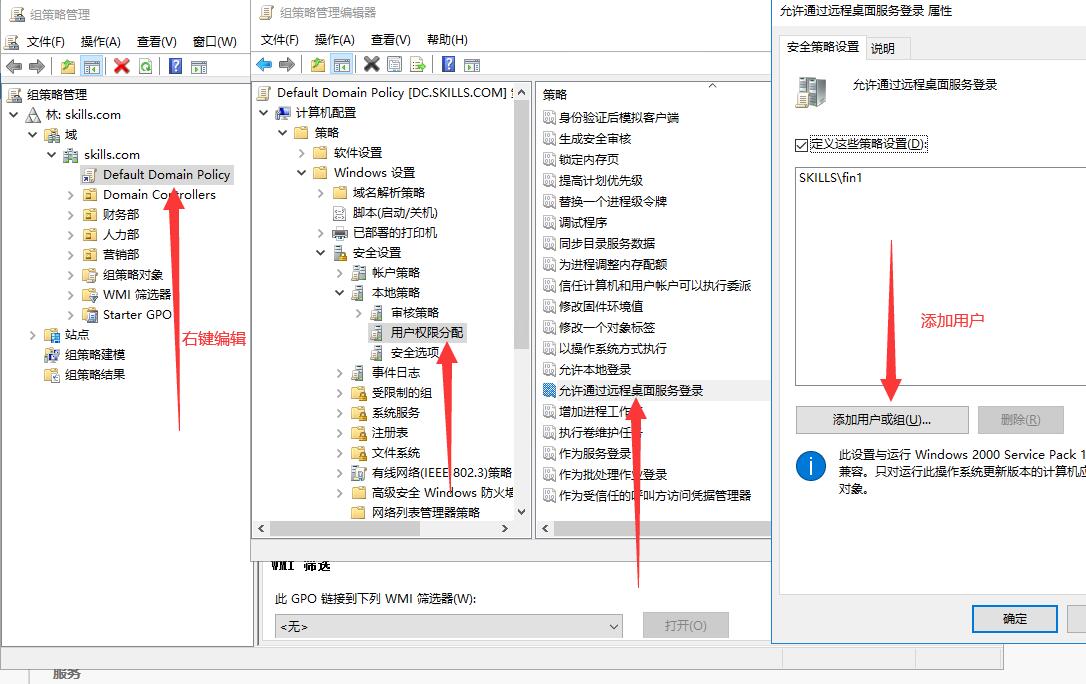 组策略管理
文件(F) 操作(A) 查看(V) 窗口(W)
组策略管理
林: skills.com
域
skills.com
Default Domain Policy
Domain Controllers
财务部
人力部
营销部
组策略对象
WMI 筛选器
Starter GPO
站点
组策略建模
组策略结果
右键编辑
组策略管理编辑器
文件(F) 操作(A) 查看(V) 帮助(H)
Default Domain Policy [DC.SKILLS.COM]
计算机配置
策略
软件设置
Windows 设置
域名解析策略
脚本(启动/关机)
已部署的打印机
安全设置
帐户策略
本地策略
审核策略
用户权限分配
安全选项
事件日志
受限制的组
系统服务
注册表
文件系统
有线网络(IEEE 802.3)策略
高级安全 Windows 防火墙
网络列表管理器策略
策略
身份验证后模拟客户端
生成安全审核
锁定内存页
提高计划优先级
替换一个进程级令牌
调试程序
同步目录服务数据
为进程调整内存配额
信任计算机和用户帐户可以执行委派
修改固件环境值
修改一个对象标签
以操作系统方式执行
允许本地登录
允许通过远程桌面服务登录
增加进程工作
执行卷维护任务
作为服务登录
作为批处理作业登录
作为受信任的呼叫方访问凭据管理器
WMI 筛选
此 GPO 链接到下列 WMI 筛选器(W):
<无>
打开(O)
允许通过远程桌面服务登录 属性
安全策略设置 说明
允许通过远程桌面服务登录
定义这些策略设置(D):
SKILLS\fin1
添加用户
添加用户或组(U)... 删除(R)
此设置与运行 Windows 2000 Service Pack 1
兼容。只对运行此操作系统更新版本的计算机应
对象。
确定
服务